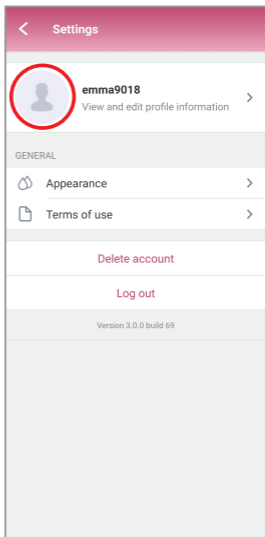 Settings
emma9018
View and edit profile information
GENERAL
Appearance
Terms of use
Delete account
Log out
Version 3.0.0 build 69